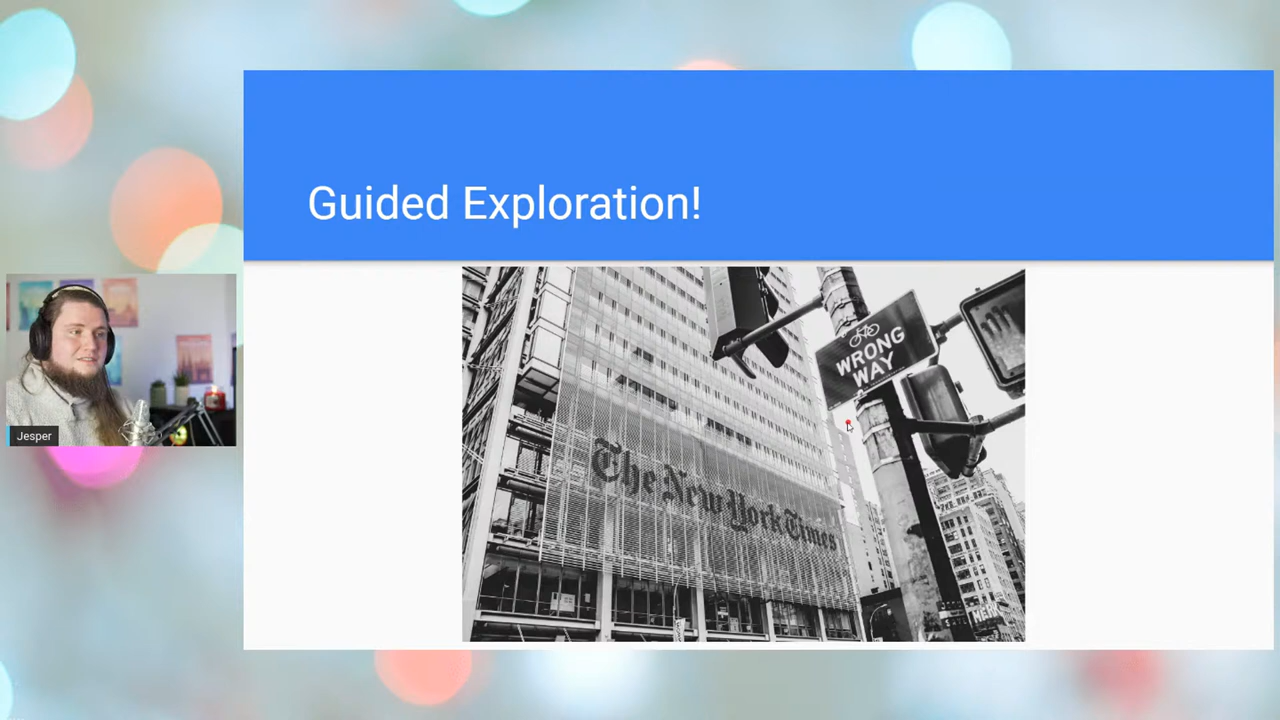 Guided Exploration!
WRONG
WAY
The New York Times
Jesper